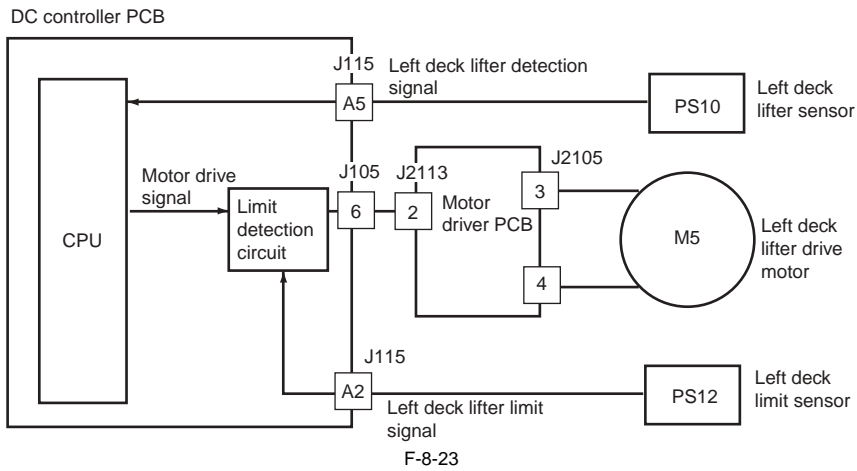 DC controller PCB
J115
Left deck lifter detection
signal
A5
PS10
Left deck
lifter sensor
Motor drive
signal
J105
J2113
J2105
CPU
Limit
detection
circuit
6
2
Motor
driver PCB
3
4
M5
Left deck
lifter drive
motor
J115
A2
Left deck lifter limit
signal
PS12
Left deck
limit sensor
F-8-23